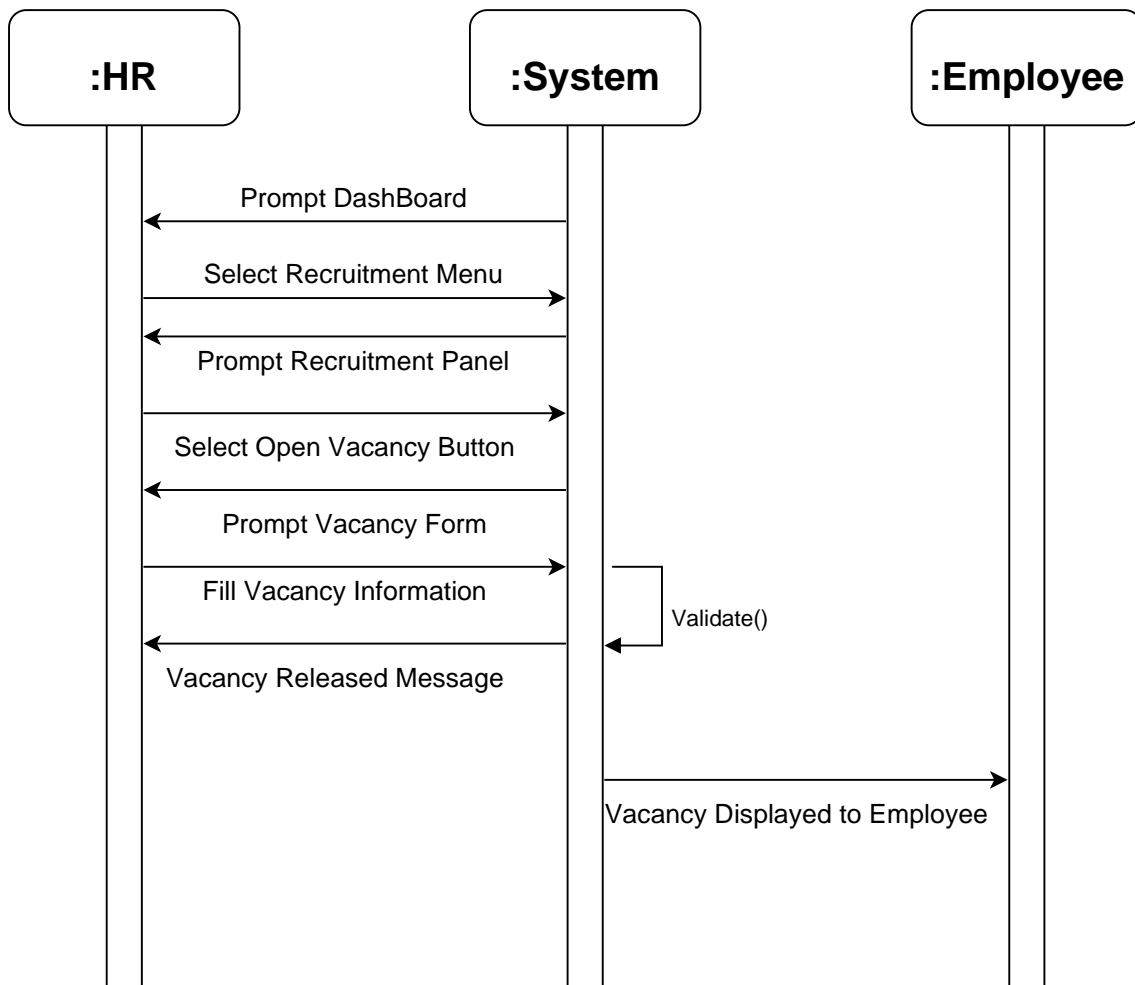 :HR
:System
:Employee
Prompt DashBoard
Select Recruitment Menu
Prompt Recruitment Panel
Select Open Vacancy Button
Prompt Vacancy Form
Fill Vacancy Information
Validate()
Vacancy Released Message
Vacancy Displayed to Employee